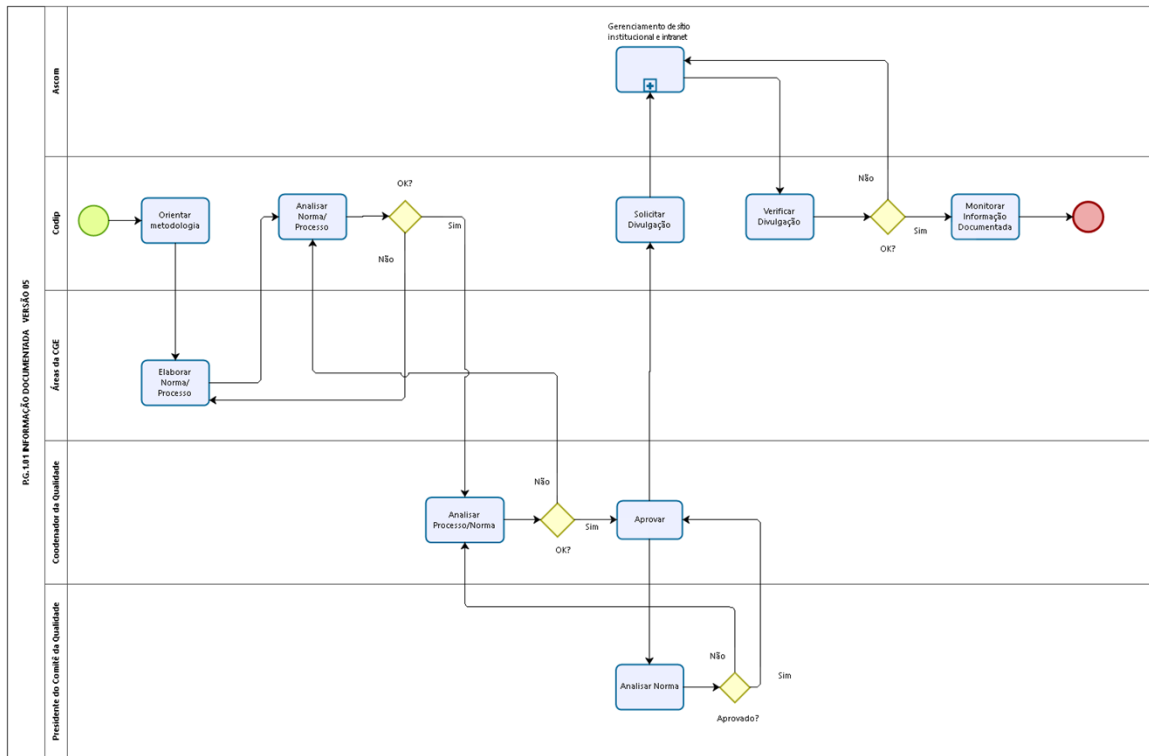 P.G.1.01 INFORMAÇÃO DOCUMENTADA VERSÃO 05
Ascom
Gerenciamento de sítio
institucional e intranet
Codip
Orientar
metodologia
Analisar
Norma/
Processo
OK?
Sim
Não
Solicitar
Divulgação
Verificar
Divulgação
Não
OK?
Sim
Monitorar
Informação
Documentada
Áreas da CGE
Elaborar
Norma/
Processo
Coodenador da Qualidade
Analisar
Processo/Norma
Não
OK?
Sim
Aprovar
Presidente do Comitê da Qualidade
Analisar Norma
Não
Sim
Aprovado?